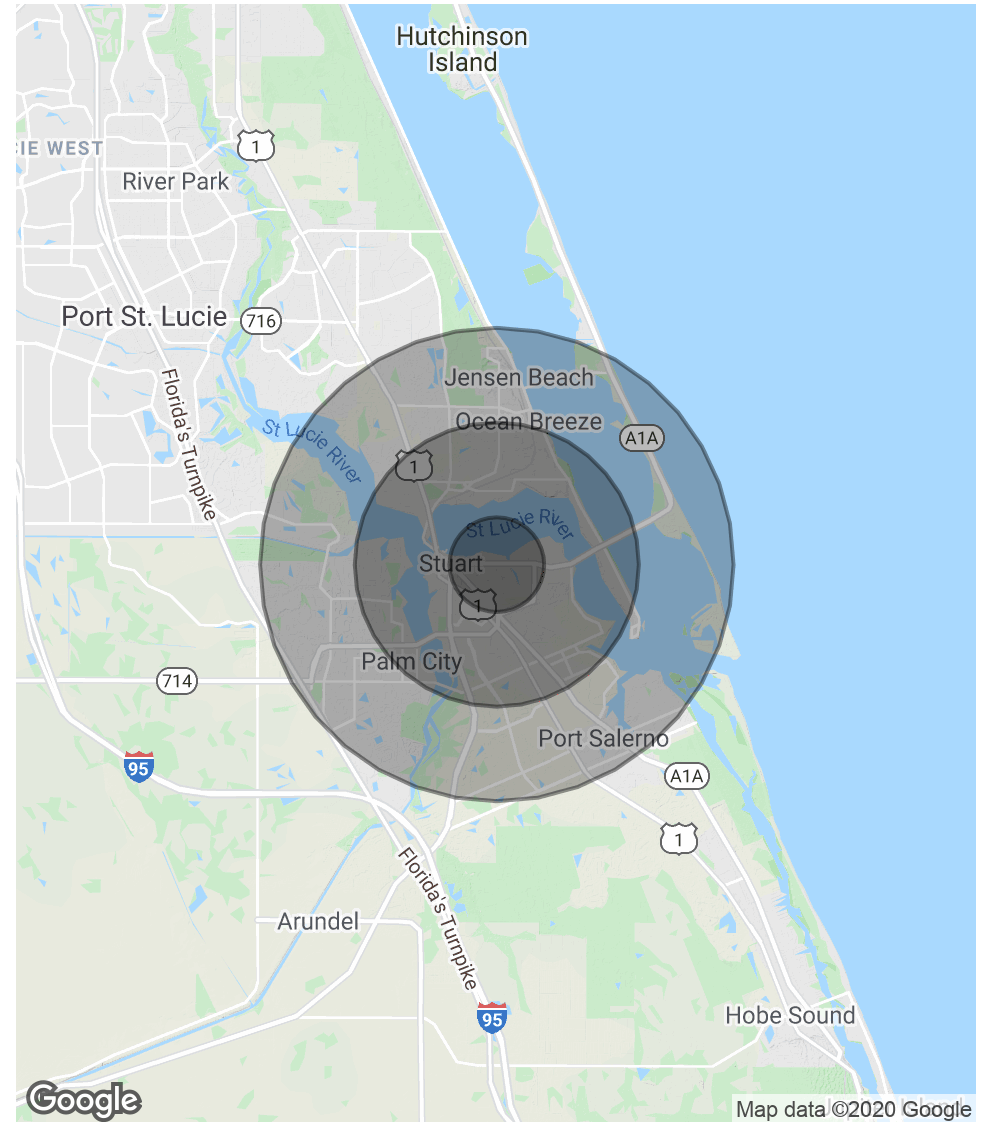 Hutchinson
Island
CIE WEST
1
River Park
Port St. Lucie
716
Jensen Beach
Ocean Breeze
A1A
Florida's Turnpike
St Lucie River
1
St Lucie River
Stuart
1
Palm City
714
Port Salerno
95
A1A
1
Florida's Turnpike
Arundel
95
Hobe Sound
Google
Map data ©2020 Google